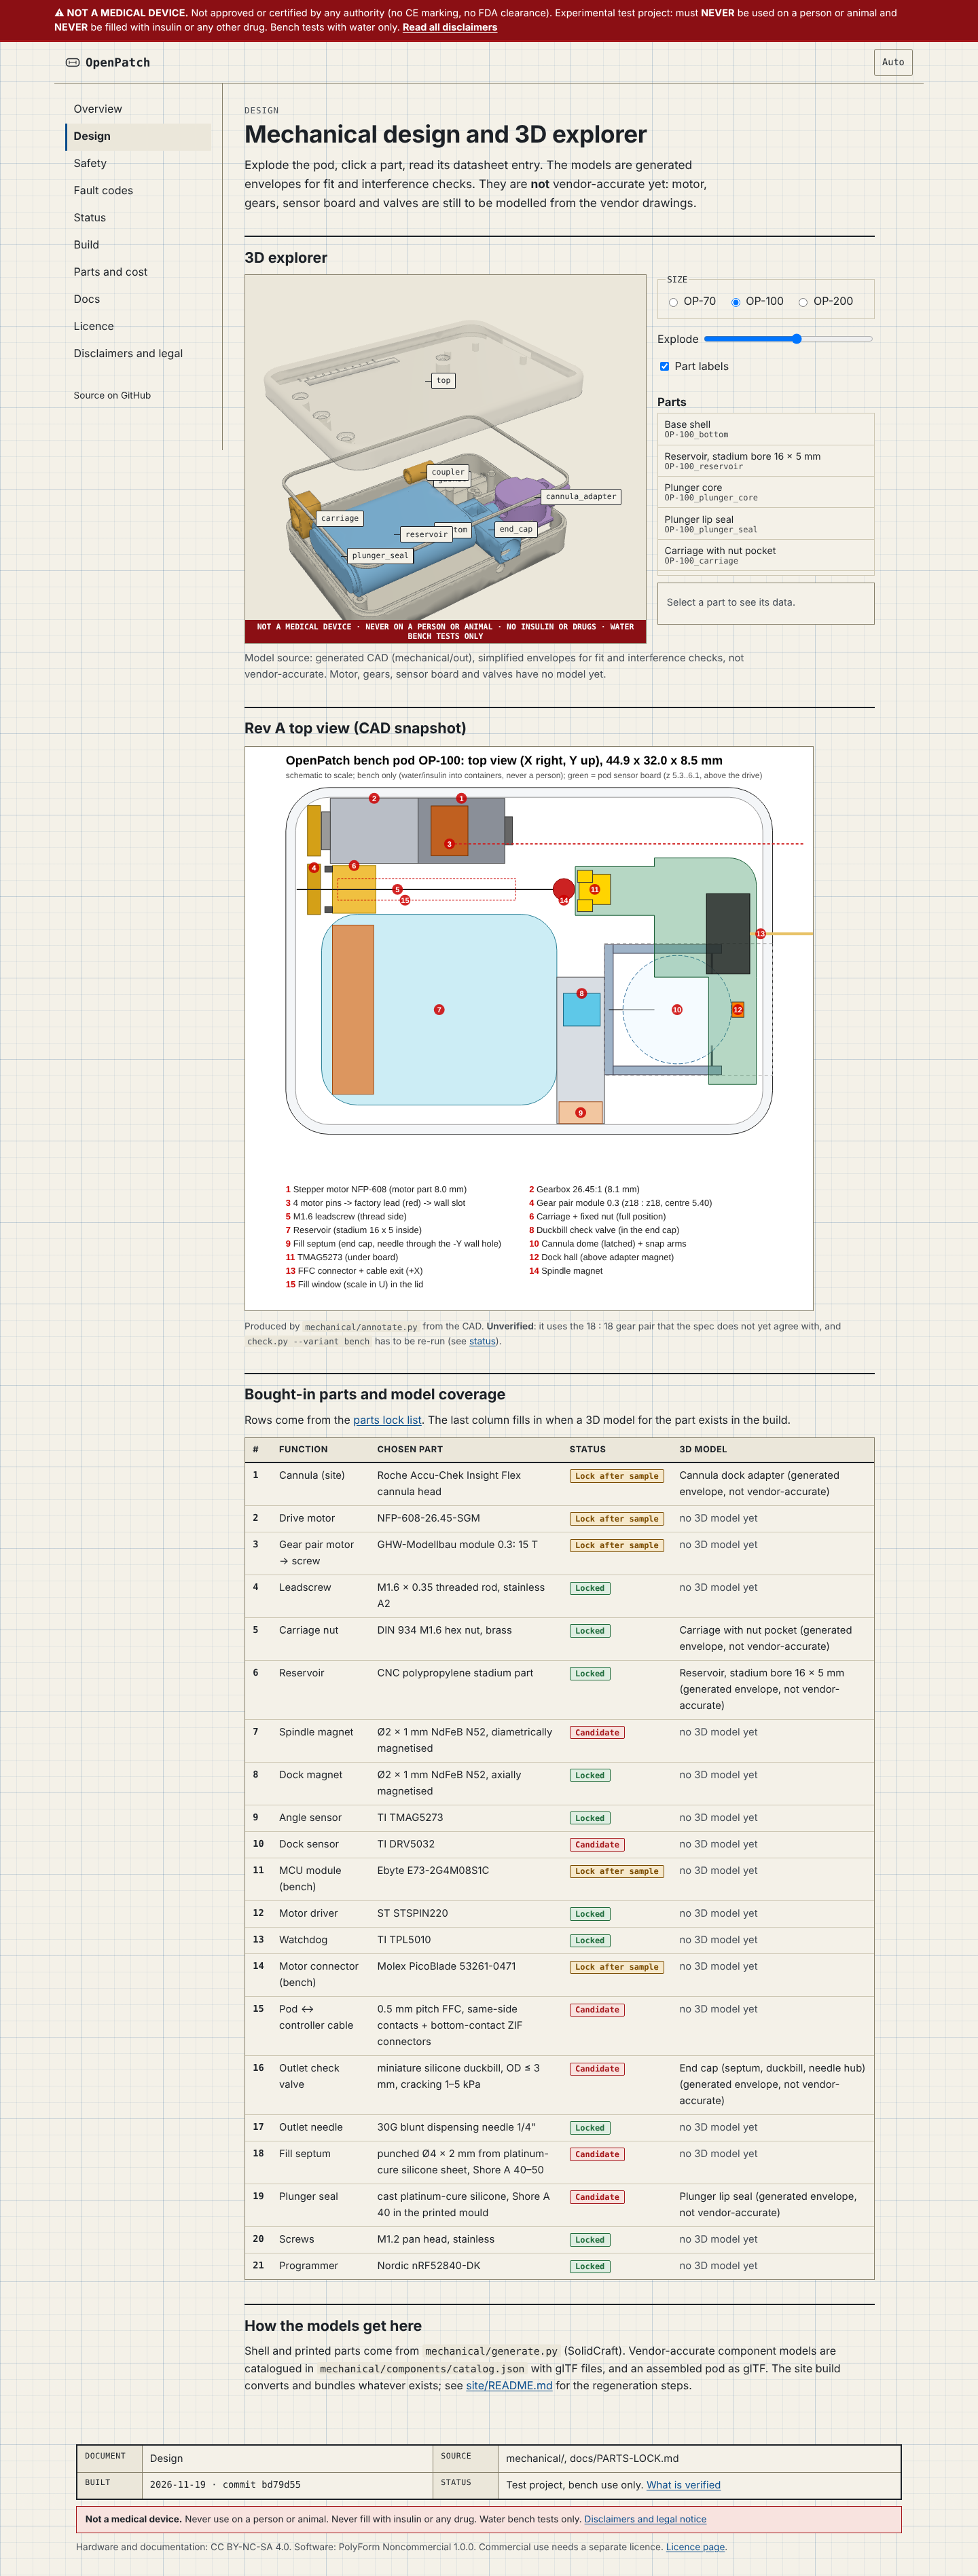 ⚠ NOT A MEDICAL DEVICE. Not approved or certified by any authority (no CE marking, no FDA clearance). Experimental test project: must NEVER be used on a person or animal and
NEVER be filled with insulin or any other drug. Bench tests with water only. Read all disclaimers
OpenPatch
Auto
Overview
Design
Safety
Fault codes
Status
Build
Parts and cost
Docs
Licence
Disclaimers and legal
Source on GitHub
DESIGN
Mechanical design and 3D explorer
Explode the pod, click a part, read its datasheet entry. The models are generated
envelopes for fit and interference checks. They are not vendor-accurate yet: motor,
gears, sensor board and valves are still to be modelled from the vendor drawings.
3D explorer
top
coupler
cannula_adapter
carriage
tom
end_cap
reservoir
plunger_seal
NOT A MEDICAL DEVICE · NEVER ON A PERSON OR ANIMAL · NO INSULIN OR DRUGS · WATER
BENCH TESTS ONLY
SIZE
OP-70 OP-100 OP-200
Explode
Part labels
Parts
Base shell
OP-100_bottom
Reservoir, stadium bore 16 × 5 mm
OP-100_reservoir
Plunger core
OP-100_plunger_core
Plunger lip seal
OP-100_plunger_seal
Carriage with nut pocket
OP-100_carriage
Select a part to see its data.
Model source: generated CAD (mechanical/out), simplified envelopes for fit and interference checks, not
vendor-accurate. Motor, gears, sensor board and valves have no model yet.
Rev A top view (CAD snapshot)
OpenPatch bench pod OP-100: top view (X right, Y up), 44.9 x 32.0 x 8.5 mm
schematic to scale; bench only (water/insulin into containers, never a person); green = pod sensor board (z 5.3..6.1, above the drive)
2 1
3
4 6
5 11
15 14
13
8
7 10 12
9
1 Stepper motor NFP-608 (motor part 8.0 mm) 2 Gearbox 26.45:1 (8.1 mm)
3 4 motor pins -> factory lead (red) -> wall slot 4 Gear pair module 0.3 (z18 : z18, centre 5.40)
5 M1.6 leadscrew (thread side) 6 Carriage + fixed nut (full position)
7 Reservoir (stadium 16 x 5 inside) 8 Duckbill check valve (in the end cap)
9 Fill septum (end cap, needle through the -Y wall hole) 10 Cannula dome (latched) + snap arms
11 TMAG5273 (under board) 12 Dock hall (above adapter magnet)
13 FFC connector + cable exit (+X) 14 Spindle magnet
15 Fill window (scale in U) in the lid
Produced by mechanical/annotate.py from the CAD. Unverified: it uses the 18 : 18 gear pair that the spec does not yet agree with, and
check.py --variant bench has to be re-run (see status).
Bought-in parts and model coverage
Rows come from the parts lock list. The last column fills in when a 3D model for the part exists in the build.
# FUNCTION CHOSEN PART STATUS 3D MODEL
1 Cannula (site) Roche Accu-Chek Insight Flex cannula head Lock after sample Cannula dock adapter (generated envelope, not vendor-accurate)
2 Drive motor NFP-608-26.45-SGM Lock after sample no 3D model yet
3 Gear pair motor → screw GHW-Modellbau module 0.3: 15 T Lock after sample no 3D model yet
4 Leadscrew M1.6 × 0.35 threaded rod, stainless A2 Locked no 3D model yet
5 Carriage nut DIN 934 M1.6 hex nut, brass Locked Carriage with nut pocket (generated envelope, not vendor-accurate)
6 Reservoir CNC polypropylene stadium part Locked Reservoir, stadium bore 16 × 5 mm (generated envelope, not vendor-accurate)
7 Spindle magnet Ø2 × 1 mm NdFeB N52, diametrically magnetised Candidate no 3D model yet
8 Dock magnet Ø2 × 1 mm NdFeB N52, axially magnetised Locked no 3D model yet
9 Angle sensor TI TMAG5273 Locked no 3D model yet
10 Dock sensor TI DRV5032 Candidate no 3D model yet
11 MCU module (bench) Ebyte E73-2G4M08S1C Lock after sample no 3D model yet
12 Motor driver ST STSPIN220 Locked no 3D model yet
13 Watchdog TI TPL5010 Locked no 3D model yet
14 Motor connector (bench) Molex PicoBlade 53261-0471 Lock after sample no 3D model yet
15 Pod ↔ controller cable 0.5 mm pitch FFC, same-side contacts + bottom-contact ZIF connectors Candidate no 3D model yet
16 Outlet check valve miniature silicone duckbill, OD ≤ 3 mm, cracking 1–5 kPa Candidate End cap (septum, duckbill, needle hub) (generated envelope, not vendor-accurate)
17 Outlet needle 30G blunt dispensing needle 1/4" Locked no 3D model yet
18 Fill septum punched Ø4 × 2 mm from platinum-cure silicone sheet, Shore A 40–50 Candidate no 3D model yet
19 Plunger seal cast platinum-cure silicone, Shore A 40 in the printed mould Candidate Plunger lip seal (generated envelope, not vendor-accurate)
20 Screws M1.2 pan head, stainless Locked no 3D model yet
21 Programmer Nordic nRF52840-DK Locked no 3D model yet
How the models get here
Shell and printed parts come from mechanical/generate.py (SolidCraft). Vendor-accurate component models are
catalogued in mechanical/components/catalog.json with glTF files, and an assembled pod as glTF. The site build
converts and bundles whatever exists; see site/README.md for the regeneration steps.
DOCUMENT Design SOURCE mechanical/, docs/PARTS-LOCK.md
BUILT 2026-11-19 · commit bd79d55 STATUS Test project, bench use only. What is verified
Not a medical device. Never use on a person or animal. Never fill with insulin or any drug. Water bench tests only. Disclaimers and legal notice
Hardware and documentation: CC BY-NC-SA 4.0. Software: PolyForm Noncommercial 1.0.0. Commercial use needs a separate licence. Licence page.